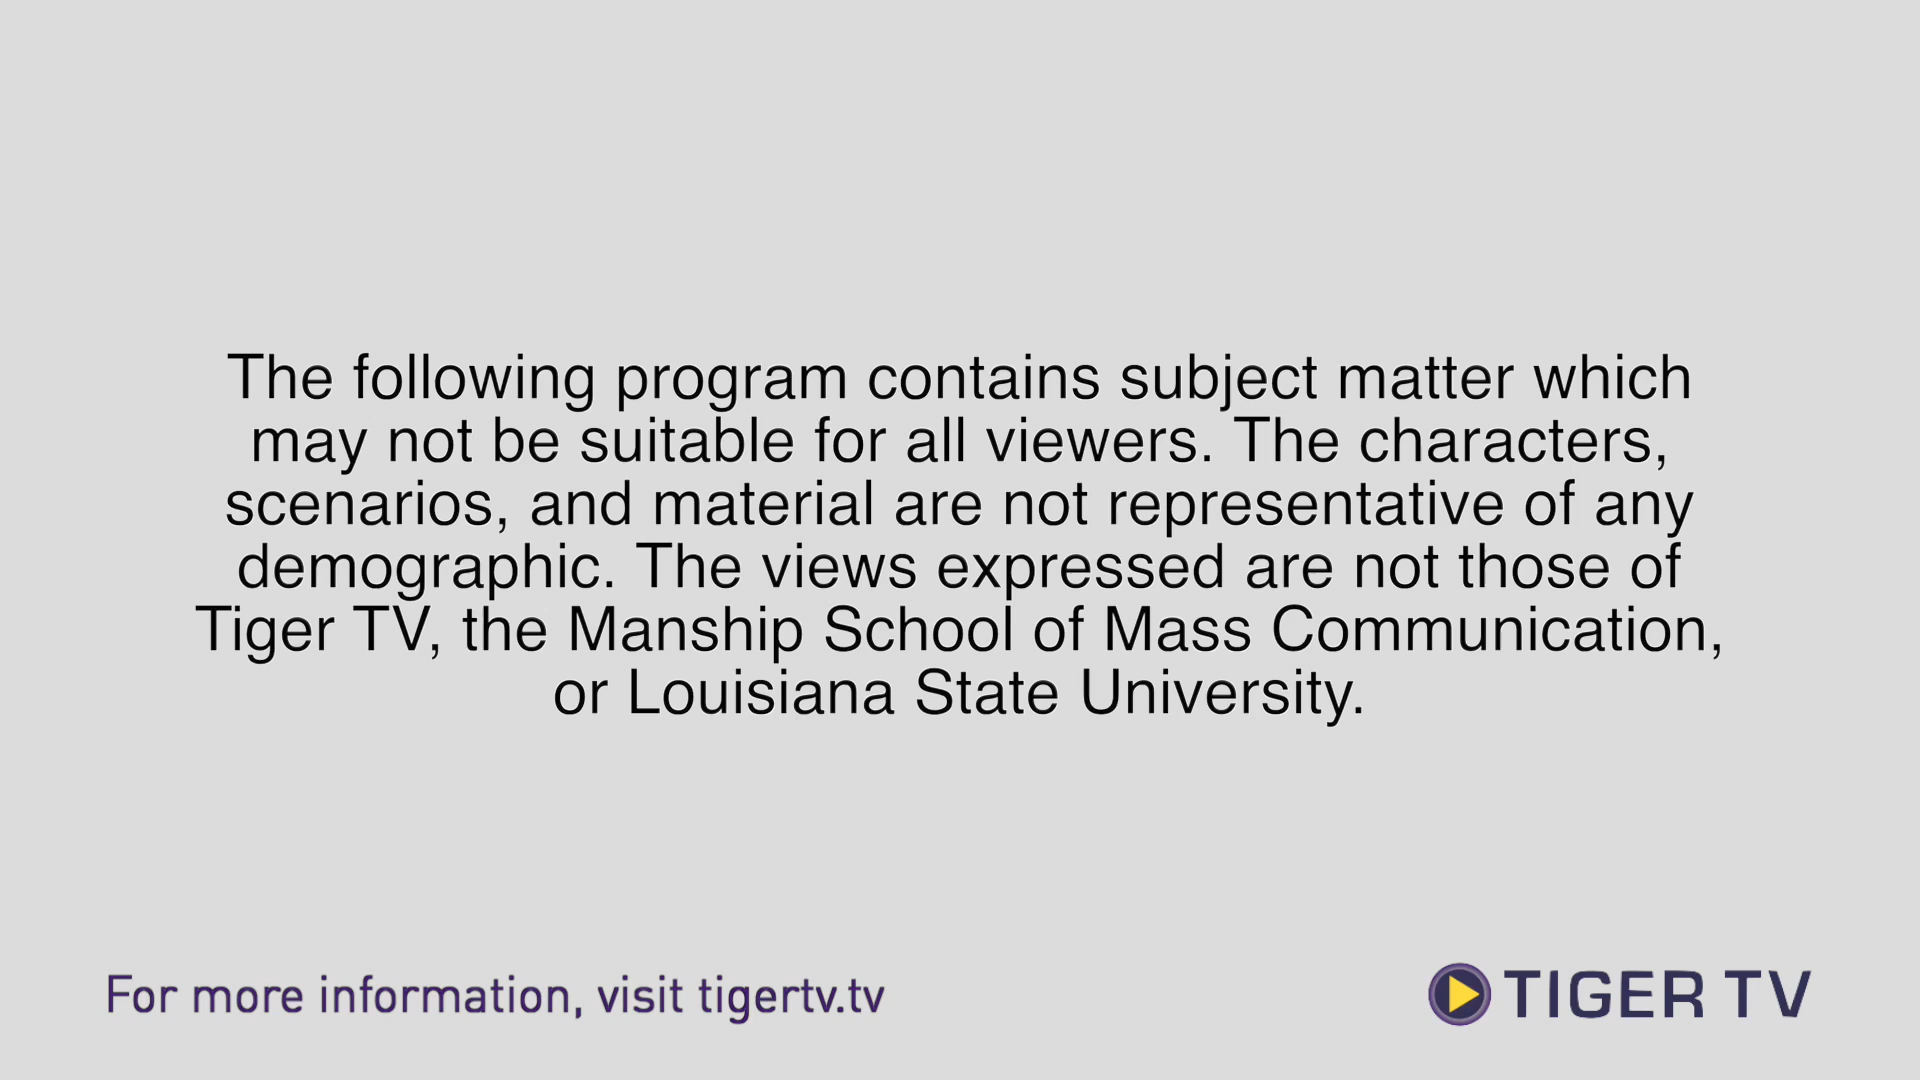 The following program contains subject matter which
may not be suitable for all viewers. The characters,
scenarios, and material are not representative of any
demographic. The views expressed are not those of
Tiger TV, the Manship School of Mass Communication,
or Louisiana State University.
For more information, visit tigertv.tv
TIGER TV